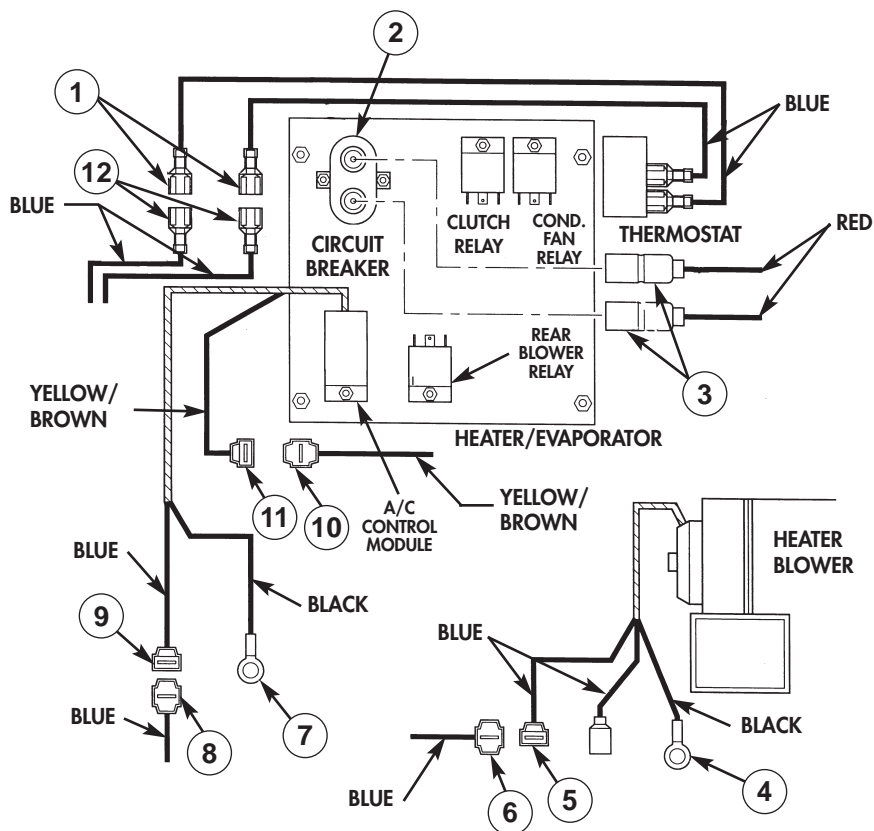 2
1
BLUE
12
BLUE
CLUTCH
RELAY
COND.
FAN
RELAY
THERMOSTAT
RED
CIRCUIT
BREAKER
REAR
BLOWER
RELAY
3
YELLOW/
BROWN
HEATER/EVAPORATOR
11
10
A/C
CONTROL
MODULE
YELLOW/
BROWN
HEATER
BLOWER
BLUE
BLACK
9
BLUE
7
8
BLUE
BLACK
BLUE
6
5
4